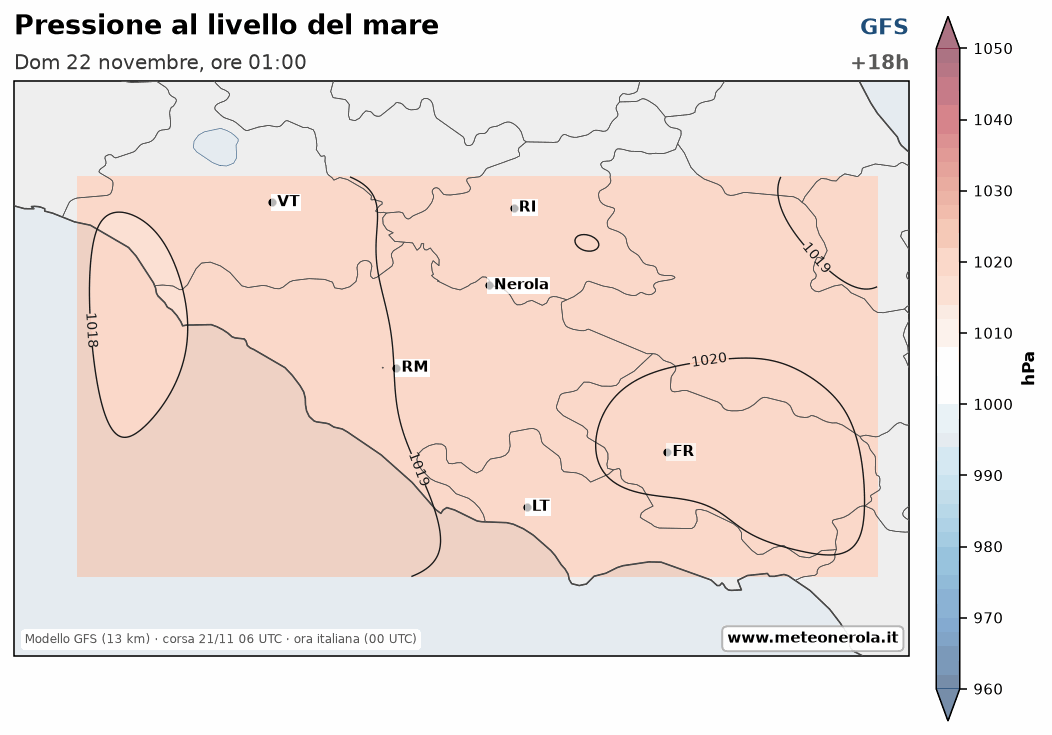 Pressione al livello del mare
GFS
Dom 22 novembre, ore 01:00
+18h
1050
1040
1030
1020
1010
1000
990
980
970
960
hPa
VT
RI
1019
Nerola
1018
RM
1020
FR
1019
LT
Modello GFS (13 km) · corsa 21/11 06 UTC · ora italiana (00 UTC)
www.meteonerola.it